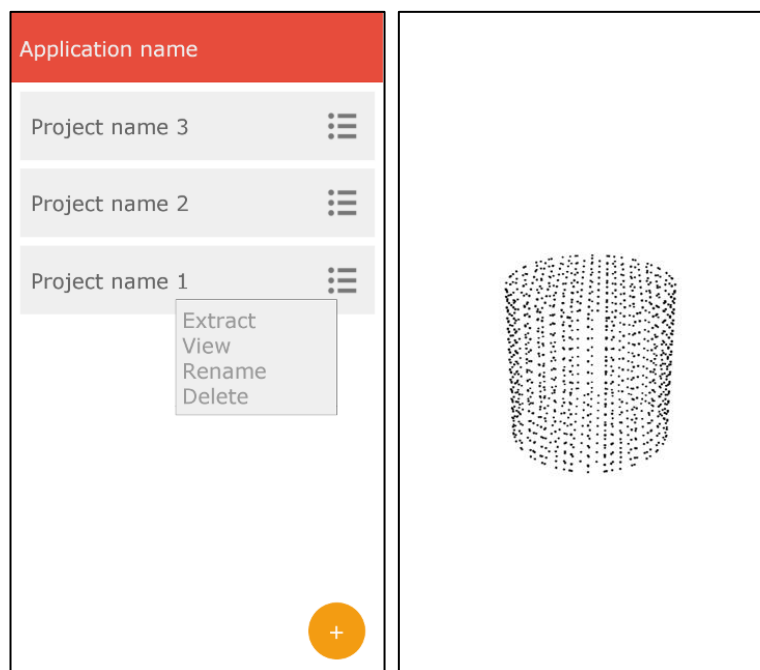 Application name
Project name 3
Project name 2
Project name 1
Extract
View
Rename
Delete
+